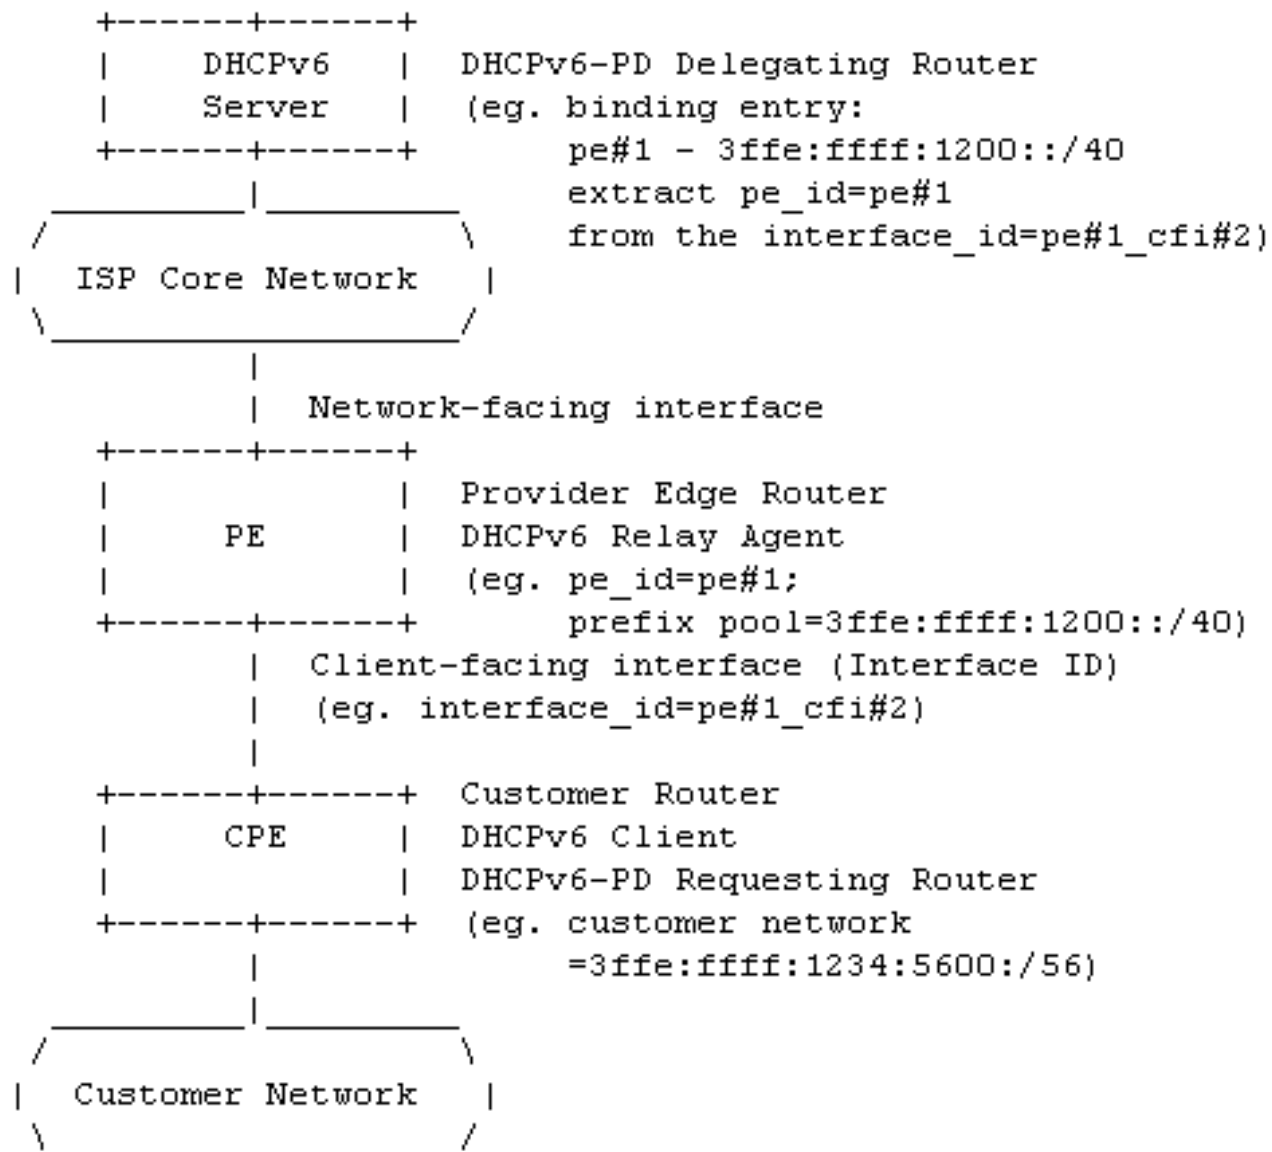 DHCPv6 DHCPv6-PD Delegating Router
Server (eg. binding entry:
pe#1 - 3ffe:ffff:1200::/40
extract pe_id=pe#1
from the interface_id=pe#1_cfi#2)
ISP Core Network
Network-facing interface
Provider Edge Router
PE DHCPv6 Relay Agent
(eg. pe_id=pe#1;
prefix pool=3ffe:ffff:1200::/40)
Client-facing interface (Interface ID)
(eg. interface_id=pe#1_cfi#2)
Customer Router
CPE DHCPv6 Client
DHCPv6-PD Requesting Router
(eg. customer network
=3ffe:ffff:1234:5600:/56)
Customer Network